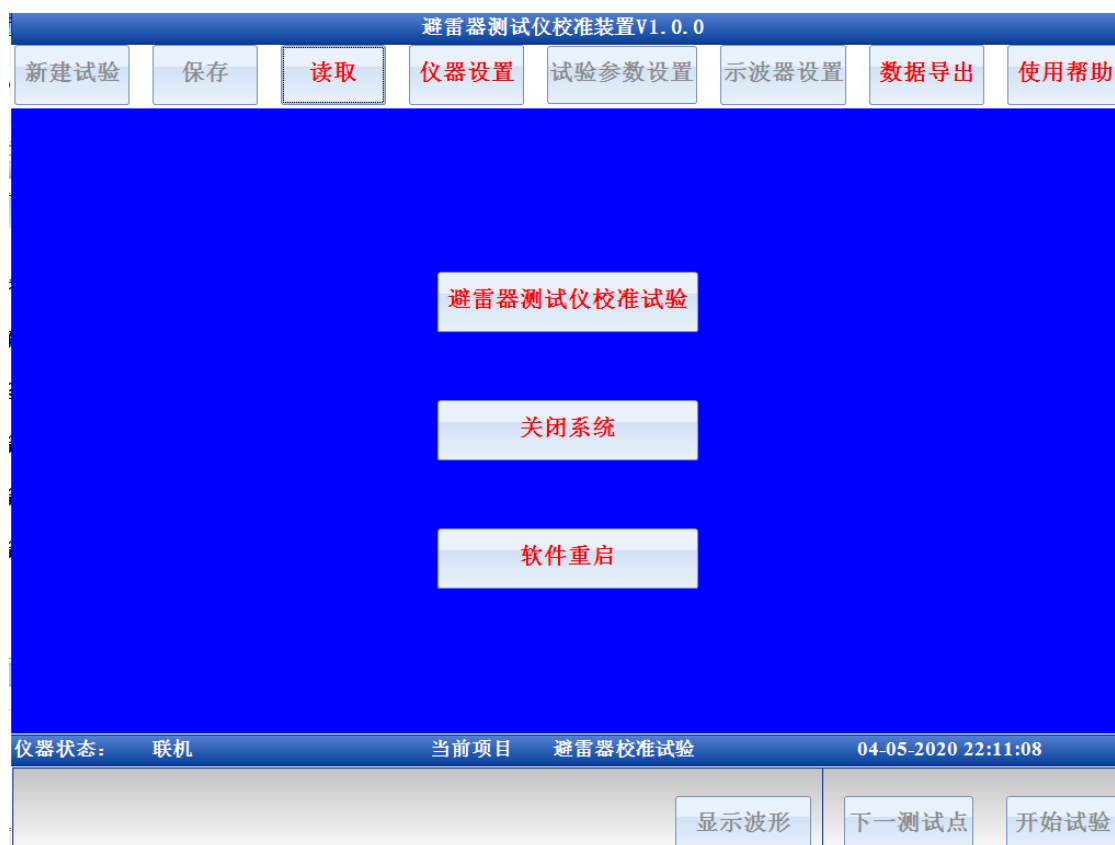 避雷器测试仪校准装置V1.0.0
新建试验 保存 读取 仪器设置 试验参数设置 示波器设置 数据导出 使用帮助
避雷器测试仪校准试验
关闭系统
软件重启
仪器状态： 联机 当前项目 避雷器校准试验 04-05-2020 22:11:08
显示波形 下一测试点 开始试验